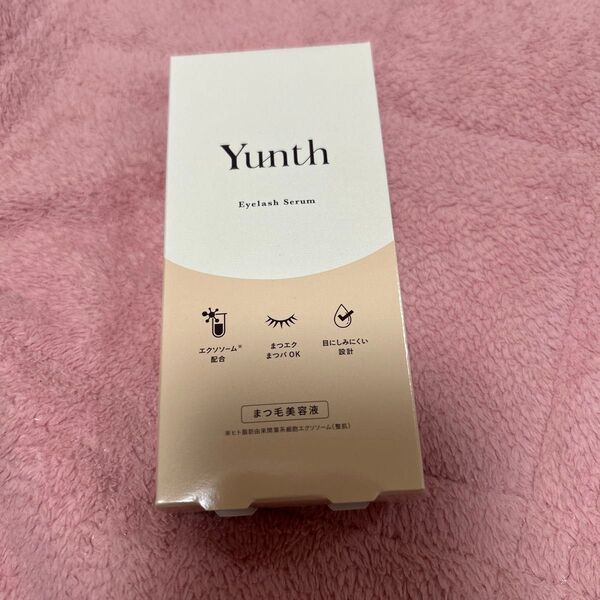 Yunth
Eyelash Serum
エクソソーム※
配合
まつエク
まつパ OK
目にしみにくい
設計
まつ毛美容液
※ヒト脂肪由来間葉系細胞エクソソーム（整肌）